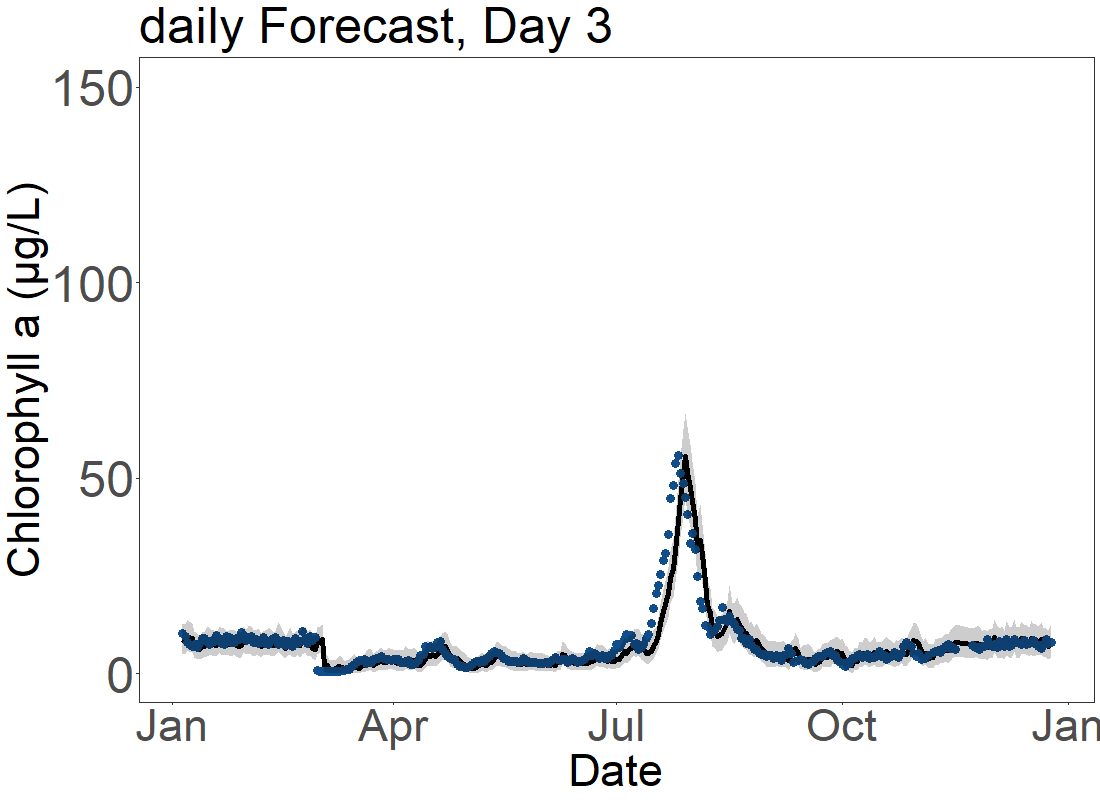 daily Forecast, Day 3
Chlorophyll a (µg/L)
150
100
50
0
Jan Apr Jul Oct Jan
Date